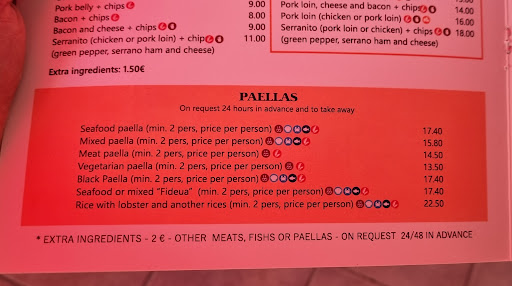 Pork belly + chips 9.00
Bacon + chips 8.00
Bacon and cheese + chips 9.00
Serranito (chicken or pork loin) + chips 11.00
(green pepper, serrano ham and cheese)
Extra ingredients: 1.50€
14.00
Pork loin, cheese and bacon + chips 14.00
Pork loin (chicken or pork loin) 16.00
Serranito (pork loin or chicken) + chips 18.00
(green pepper, serrano ham and cheese)
PAELLAS
On request 24 hours in advance and to take away.
Seafood paella (min. 2 pers, price per person) 17.40
Mixed paella (min. 2 pers, price per person) 15.80
Meat paella (min. 2 pers, price per person) 14.50
Vegetarian paella (min. 2 pers, price per person) 13.50
Black Paella (min. 2 pers, price per person) 17.40
Seafood or mixed "Fideua" (min. 2 pers, price per person) 17.40
Rice with lobster and another rices (min. 2 pers, price per person) 22.50
* EXTRA INGREDIENTS - 2 € - OTHER MEATS, FISHS OR PAELLAS - ON REQUEST 24/48 IN ADVANCE